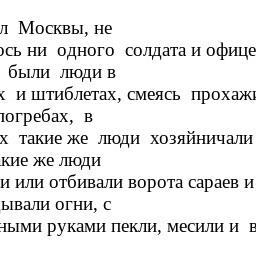 л Москвы, не
ось ни одного солдата и офице
были люди в
х и штиблетах, смеясь прохажи
погребах, в
х такие же люди хозяйничали
акие же люди
и или отбивали ворота сараев и
ывали огни, с
ными руками пекли, месили и в